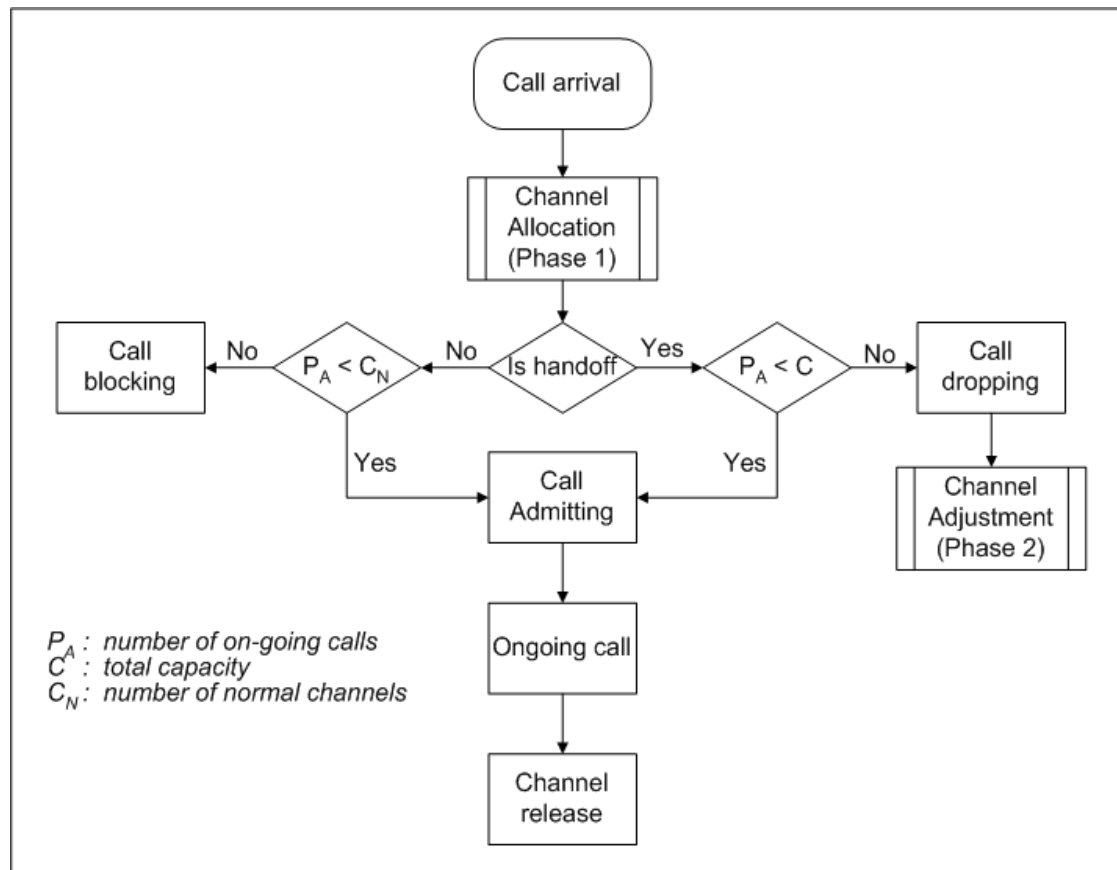 Call arrival
Channel
Allocation
(Phase 1)
Call
blocking
No
P_A < C_N
No
Is handoff
Yes
P_A < C
No
Call
dropping
Yes
Call
Admitting
Yes
Channel
Adjustment
(Phase 2)
Ongoing call
P_A : number of on-going calls
C : total capacity
C_N : number of normal channels
Channel
release